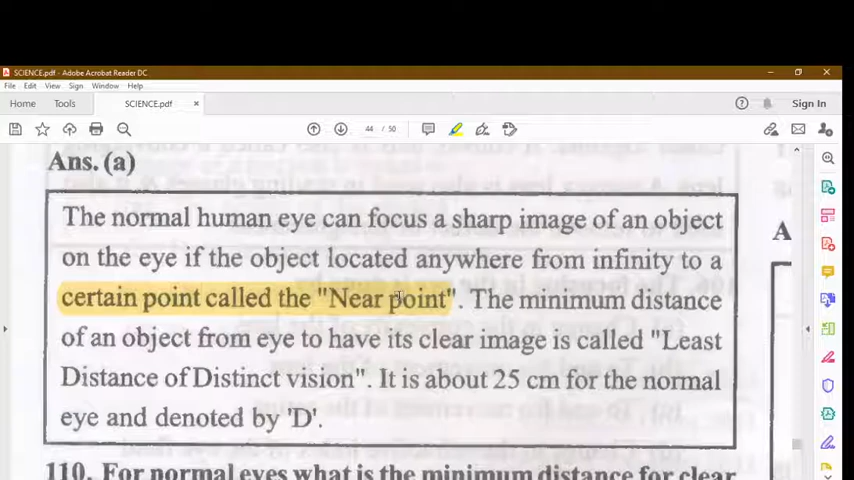 SCIENCE.pdf - Adobe Acrobat Reader DC
File Edit View Sign Window Help
Home Tools SCIENCE.pdf × Sign In
44 / 50
Ans. (a)
The normal human eye can focus a sharp image of an object
on the eye if the object located anywhere from infinity to a
certain point called the "Near point". The minimum distance
of an object from eye to have its clear image is called "Least
Distance of Distinct vision". It is about 25 cm for the normal
eye and denoted by 'D'.
A
110. For normal eyes what is the minimum distance for clear